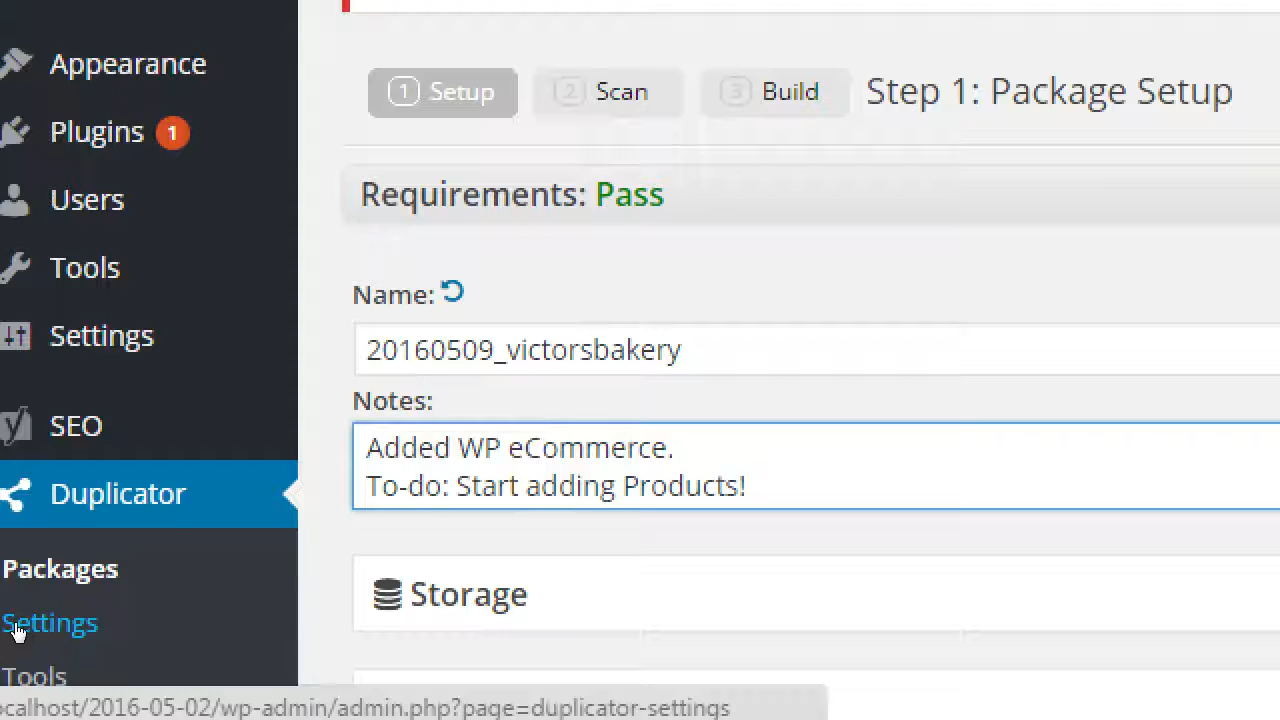 Appearance
Plugins 1
Users
Tools
Settings
SEO
Duplicator
Packages
Settings
Tools
1 Setup
2 Scan
3 Build
Step 1: Package Setup
Requirements: Pass
Name:
20160509_victorsbakery
Notes:
Added WP eCommerce.
To-do: Start adding Products!
Storage
ocalhost/2016-05-02/wp-admin/admin.php?page=duplicator-settings